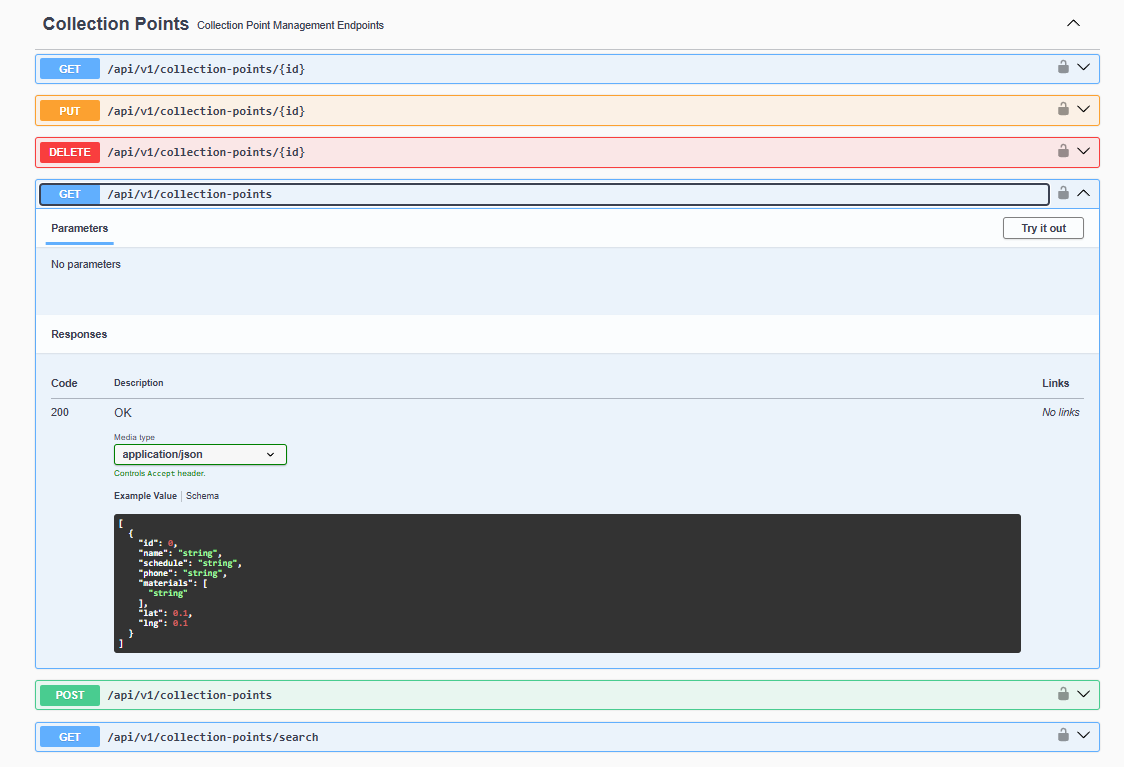 Collection Points Collection Point Management Endpoints
GET /api/v1/collection-points/{id}
PUT /api/v1/collection-points/{id}
DELETE /api/v1/collection-points/{id}
GET /api/v1/collection-points
Parameters Try it out
No parameters
Responses
Code Description Links
200 OK No links
Media type
application/json
Controls Accept header.
Example Value | Schema
[
  {
    "id": 0,
    "name": "string",
    "schedule": "string",
    "phone": "string",
    "materials": [
      "string"
    ],
    "lat": 0.1,
    "lng": 0.1
  }
]
POST /api/v1/collection-points
GET /api/v1/collection-points/search